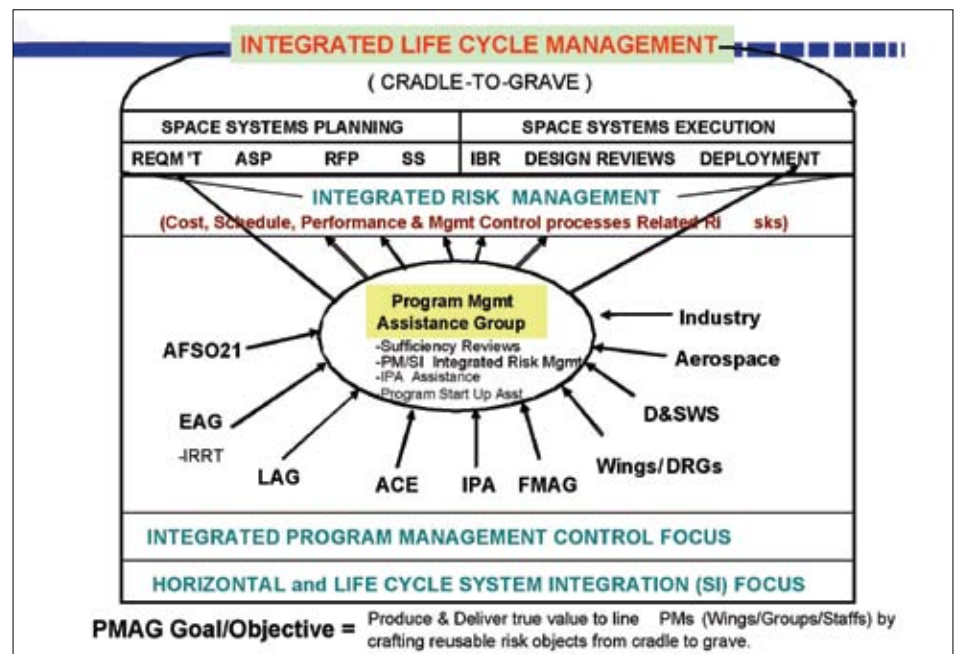 INTEGRATED LIFE CYCLE MANAGEMENT
( CRADLE-TO-GRAVE )
SPACE SYSTEMS PLANNING SPACE SYSTEMS EXECUTION
REQM'T ASP RFP SS IBR DESIGN REVIEWS DEPLOYMENT
INTEGRATED RISK MANAGEMENT
(Cost, Schedule, Performance & Mgmt Control processes Related Ri sks)
Program Mgmt
Assistance Group
-Sufficiency Reviews
-PM/SI Integrated Risk Mgmt
-IPA Assistance
-Program Start Up Asst
AFSO21
EAG
-IRRT
LAG
ACE
IPA
FMAG
Wings/DRGs
D&SWS
Aerospace
Industry
INTEGRATED PROGRAM MANAGEMENT CONTROL FOCUS
HORIZONTAL and LIFE CYCLE SYSTEM INTEGRATION (SI) FOCUS
PMAG Goal/Objective = Produce & Deliver true value to line PMs (Wings/Groups/Staffs) by
crafting reusable risk objects from cradle to grave.